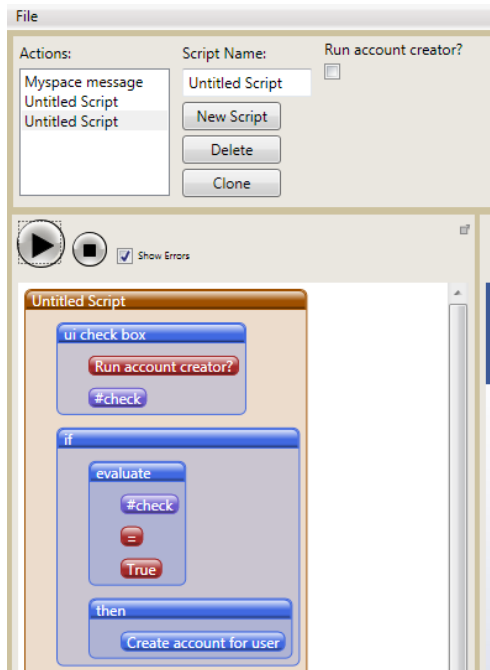 File
Actions:
Script Name:
Run account creator?
Myspace message
Untitled Script
Untitled Script
Untitled Script
New Script
Delete
Clone
Show Errors
Untitled Script
ui check box
Run account creator?
#check
if
evaluate
#check
=
True
then
Create account for user